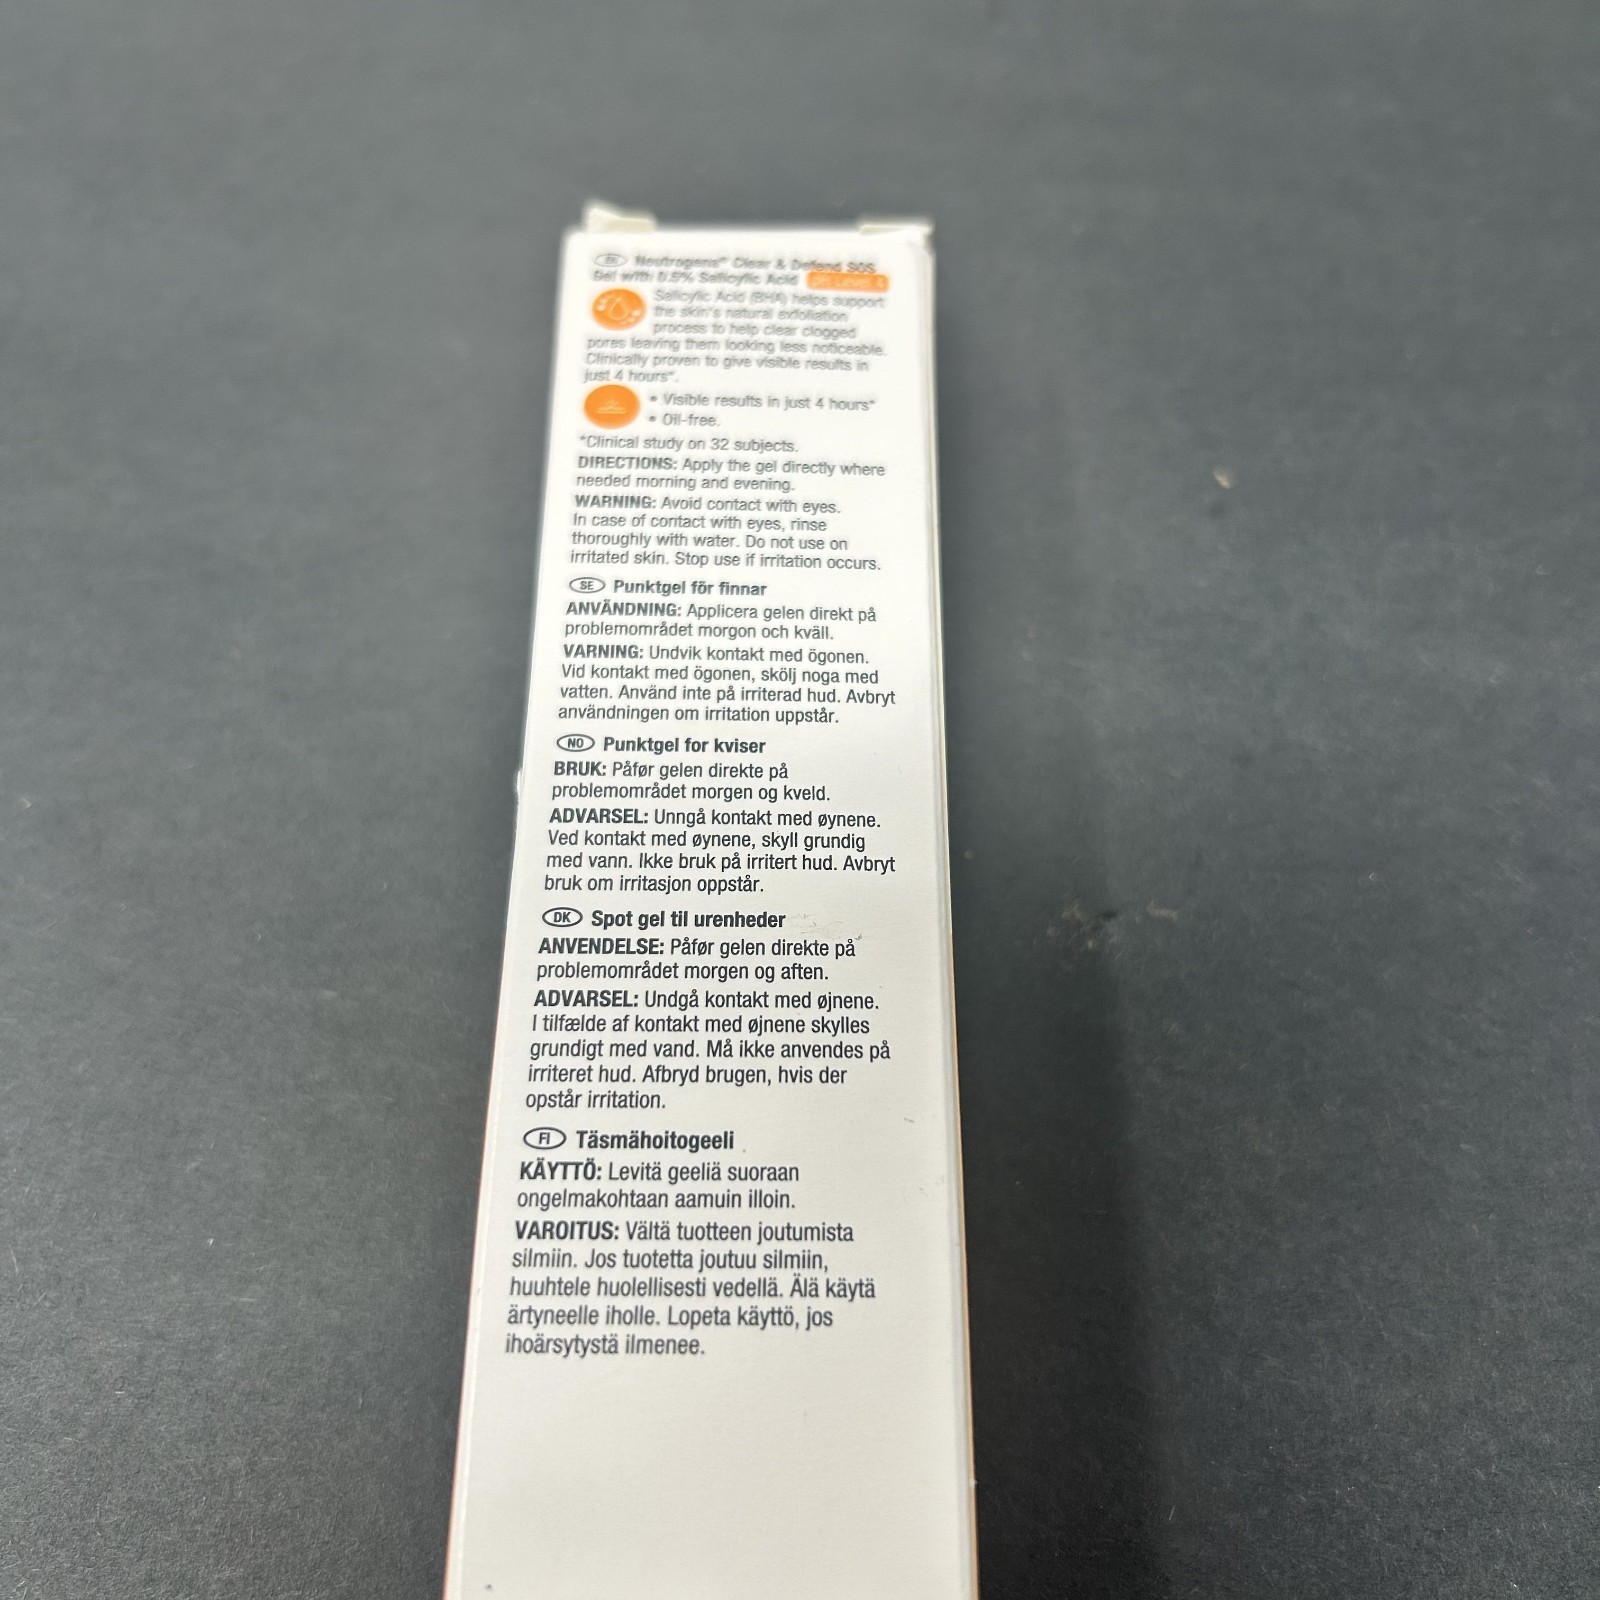 EN Neutrogena® Clear & Defend SOS
Gel with 0.5% Salicylic Acid pH Level 4
Salicylic Acid (BHA) helps support
the skin's natural exfoliation
process to help clear clogged
pores leaving them looking less noticeable.
Clinically proven to give visible results in
just 4 hours*.
• Visible results in just 4 hours*
• Oil-free.
*Clinical study on 32 subjects.
DIRECTIONS: Apply the gel directly where
needed morning and evening.
WARNING: Avoid contact with eyes.
In case of contact with eyes, rinse
thoroughly with water. Do not use on
irritated skin. Stop use if irritation occurs.
SE Punktgel för finnar
ANVÄNDNING: Applicera gelen direkt på
problemområdet morgon och kväll.
VARNING: Undvik kontakt med ögonen.
Vid kontakt med ögonen, skölj noga med
vatten. Använd inte på irriterad hud. Avbryt
användningen om irritation uppstår.
NO Punktgel for kviser
BRUK: Påfør gelen direkte på
problemområdet morgen og kveld.
ADVARSEL: Unngå kontakt med øynene.
Ved kontakt med øynene, skyll grundig
med vann. Ikke bruk på irritert hud. Avbryt
bruk om irritasjon oppstår.
DK Spot gel til urenheder
ANVENDELSE: Påfør gelen direkte på
problemområdet morgen og aften.
ADVARSEL: Undgå kontakt med øjnene.
I tilfælde af kontakt med øjnene skylles
grundigt med vand. Må ikke anvendes på
irriteret hud. Afbryd brugen, hvis der
opstår irritation.
FI Täsmähoitogeeli
KÄYTTÖ: Levitä geeliä suoraan
ongelmakohtaan aamuin illoin.
VAROITUS: Vältä tuotteen joutumista
silmiin. Jos tuotetta joutuu silmiin,
huuhtele huolellisesti vedellä. Älä käytä
ärtyneelle iholle. Lopeta käyttö, jos
ihoärsytystä ilmenee.